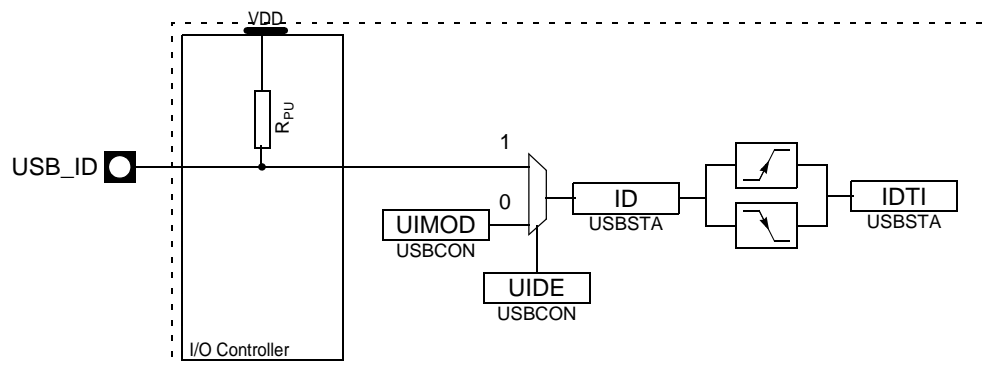 VDD
RPU
USB_ID
1
0
UIMOD
USBCON
UIDE
USBCON
ID
USBSTA
IDTI
USBSTA
I/O Controller